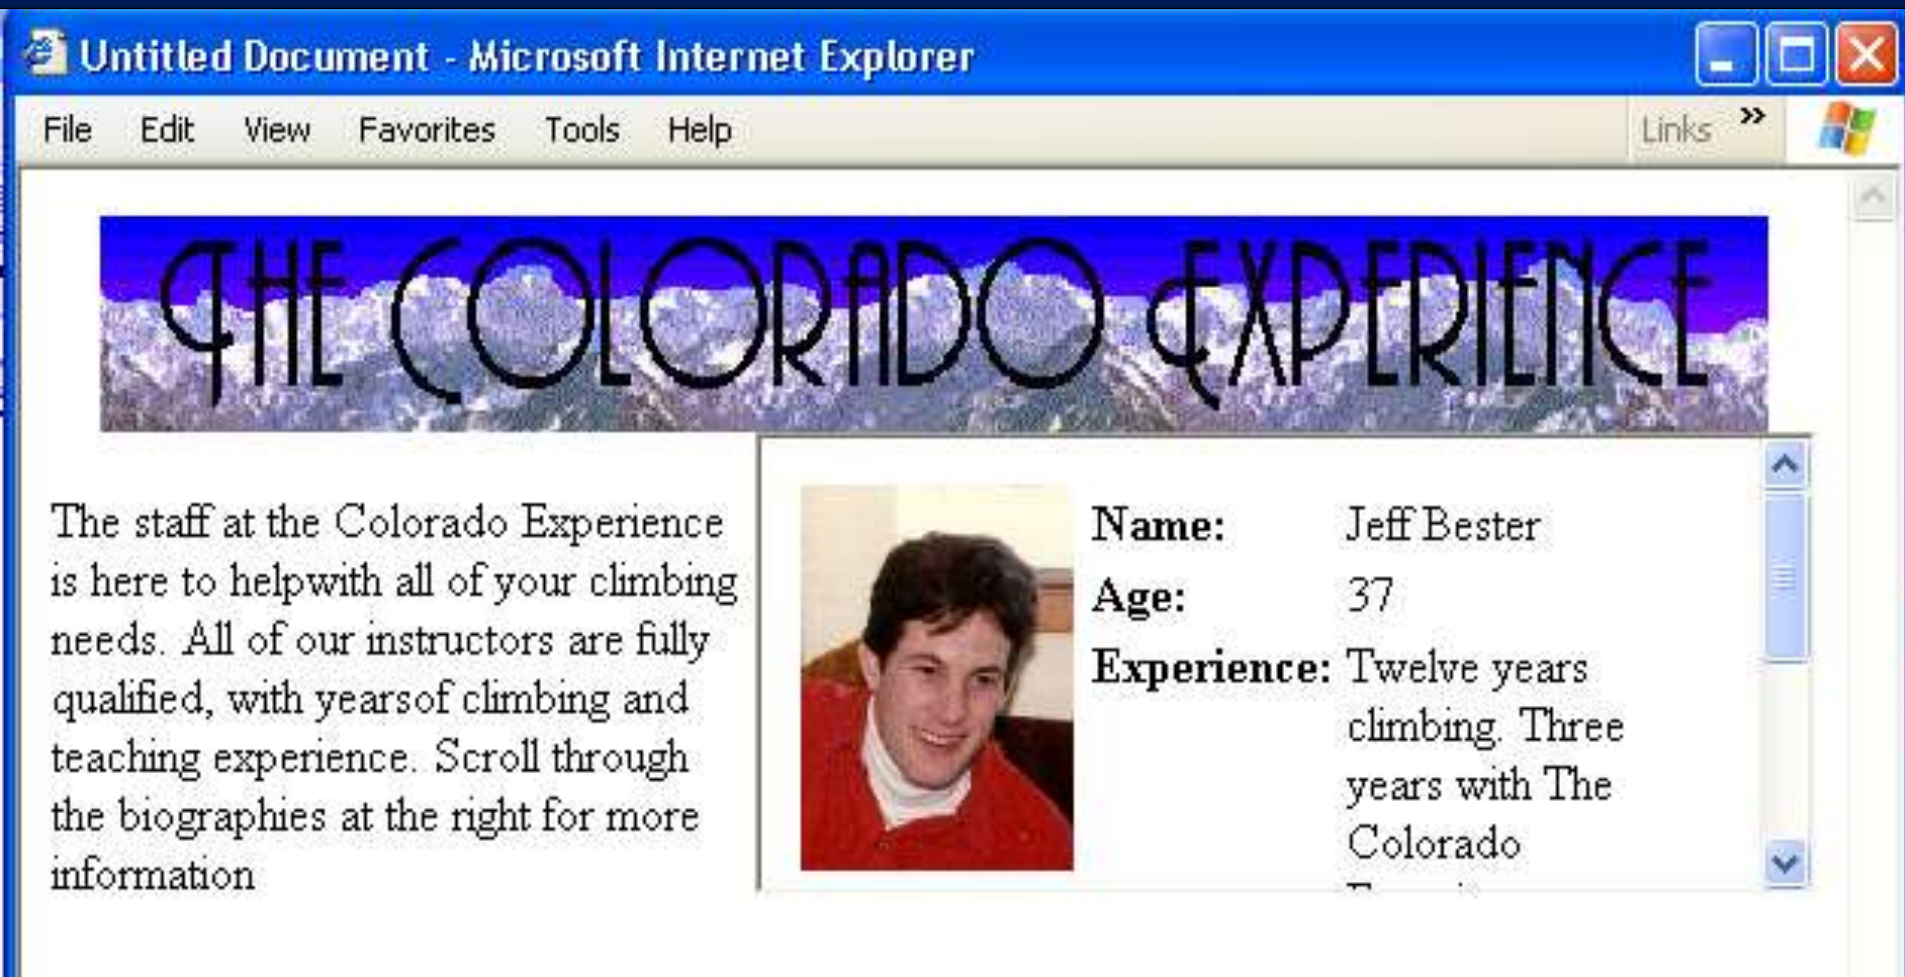 Untitled Document - Microsoft Internet Explorer
File Edit View Favorites Tools Help Links »
THE COLORADO EXPERIENCE
The staff at the Colorado Experience
is here to helpwith all of your climbing
needs. All of our instructors are fully
qualified, with yearsof climbing and
teaching experience. Scroll through
the biographies at the right for more
information
Name: Jeff Bester
Age: 37
Experience: Twelve years
climbing. Three
years with The
Colorado